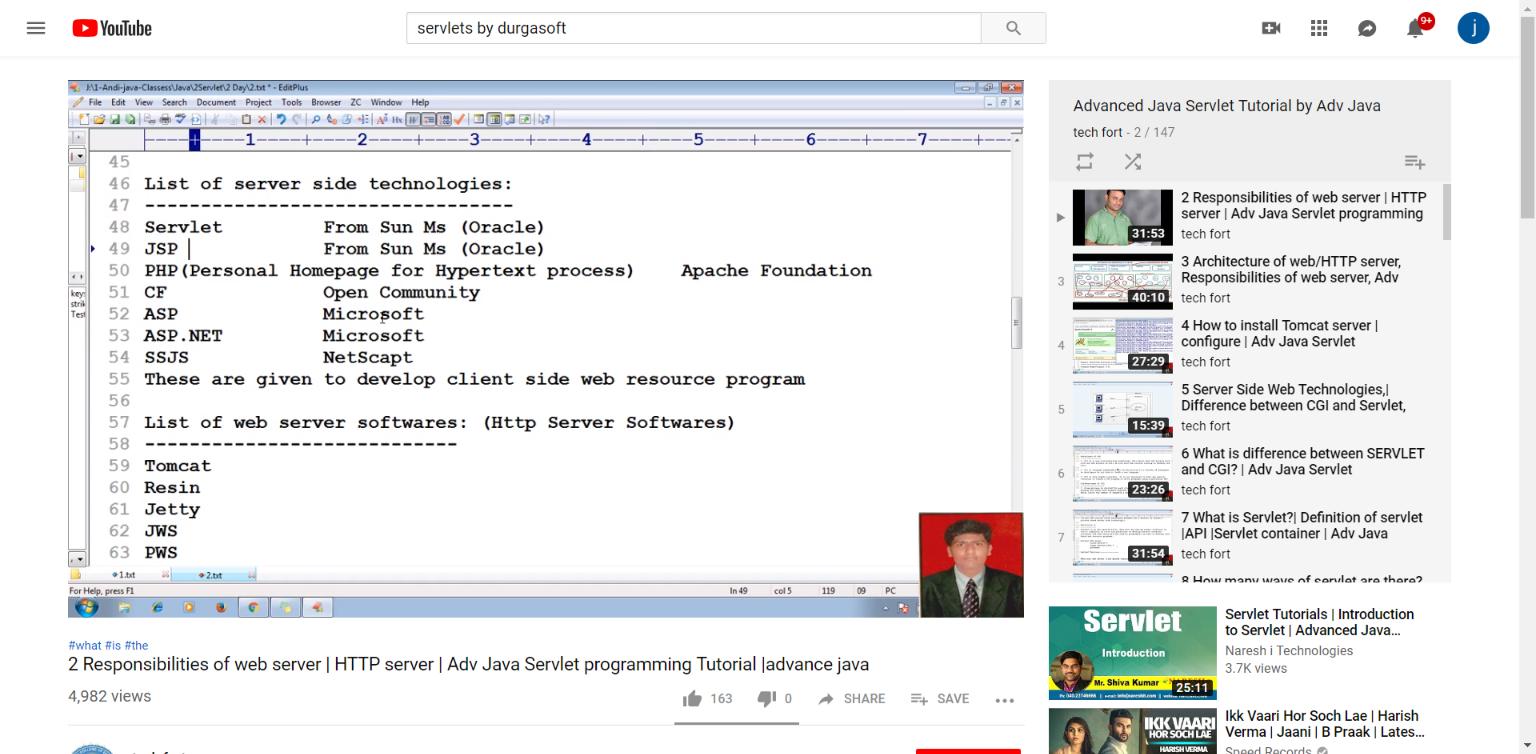 YouTube
servlets by durgasoft
9+
j
J:\1-Andi-java-Classess\Java\2Servlet\2 Day\2.txt * - EditPlus
File Edit View Search Document Project Tools Browser ZC Window Help
----+----1----+----2----+----3----+----4----+----5----+----6----+----7----+--
45
46 List of server side technologies:
47 ---------------------------------
48 Servlet From Sun Ms (Oracle)
49 JSP From Sun Ms (Oracle)
50 PHP(Personal Homepage for Hypertext process) Apache Foundation
51 CF Open Community
52 ASP Microsoft
53 ASP.NET Microsoft
54 SSJS NetScapt
55 These are given to develop client side web resource program
56
57 List of web server softwares: (Http Server Softwares)
58 ----------------------------
59 Tomcat
60 Resin
61 Jetty
62 JWS
63 PWS
key
strik
Test
1.txt 2.txt
For Help, press F1 ln 49 col 5 119 09 PC
#what #is #the
2 Responsibilities of web server | HTTP server | Adv Java Servlet programming Tutorial |advance java
4,982 views
163 0 SHARE SAVE
Advanced Java Servlet Tutorial by Adv Java
tech fort - 2 / 147
2 Responsibilities of web server | HTTP
server | Adv Java Servlet programming
tech fort
31:53
3
3 Architecture of web/HTTP server,
Responsibilities of web server, Adv
tech fort
40:10
4
4 How to install Tomcat server |
configure | Adv Java Servlet
tech fort
27:29
5
5 Server Side Web Technologies,|
Difference between CGI and Servlet,
tech fort
15:39
6
6 What is difference between SERVLET
and CGI? | Adv Java Servlet
tech fort
23:26
7
7 What is Servlet?| Definition of servlet
|API |Servlet container | Adv Java
tech fort
31:54
8 How many ways of servlet are there?
Servlet
Introduction
Mr. Shiva Kumar
25:11
Servlet Tutorials | Introduction
to Servlet | Advanced Java...
Naresh i Technologies
3.7K views
IKK VAARI
HOR SOCH LAE
HARISH VERMA
Ikk Vaari Hor Soch Lae | Harish
Verma | Jaani | B Praak | Lates...
Speed Records